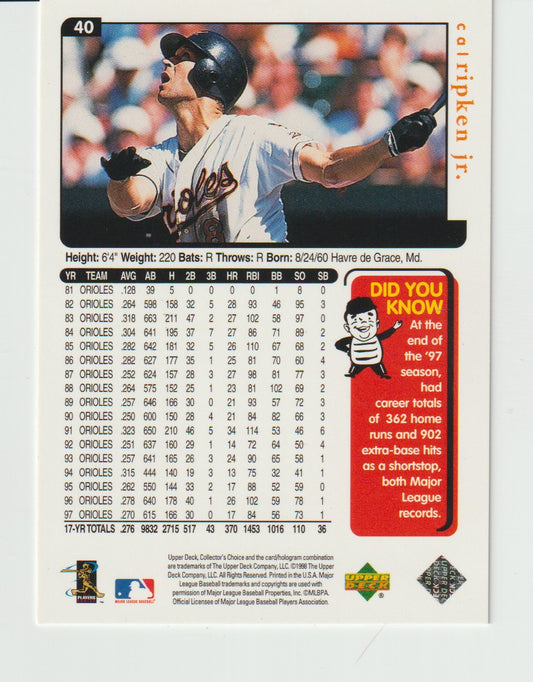 40
cal ripken jr.
Orioles
8
Height: 6'4" Weight: 220 Bats: R Throws: R Born: 8/24/60 Havre de Grace, Md.
YR TEAM AVG AB H 2B 3B HR RBI BB SO SB
81 ORIOLES .128 39 5 0 0 0 0 1 8 0
82 ORIOLES .264 598 158 32 5 28 93 46 95 3
83 ORIOLES .318 663 211 47 2 27 102 58 97 0
84 ORIOLES .304 641 195 37 7 27 86 71 89 2
85 ORIOLES .282 642 181 32 5 26 110 67 68 2
86 ORIOLES .282 627 177 35 1 25 81 70 60 4
87 ORIOLES .252 624 157 28 3 27 98 81 77 3
88 ORIOLES .264 575 152 25 1 23 81 102 69 2
89 ORIOLES .257 646 166 30 0 21 93 57 72 3
90 ORIOLES .250 600 150 28 4 21 84 82 66 3
91 ORIOLES .323 650 210 46 5 34 114 53 46 6
92 ORIOLES .251 637 160 29 1 14 72 64 50 4
93 ORIOLES .257 641 165 26 3 24 90 65 58 1
94 ORIOLES .315 444 140 19 3 13 75 32 41 1
95 ORIOLES .262 550 144 33 2 17 88 52 59 0
96 ORIOLES .278 640 178 40 1 26 102 59 78 1
97 ORIOLES .270 615 166 30 0 17 84 56 73 1
17-YR TOTALS .276 9832 2715 517 43 370 1453 1016 110 36
DID YOU
KNOW
At the
end of
the '97
season,
had
career totals
of 362 home
runs and 902
extra-base hits
as a shortstop,
both Major
League
records.
Upper Deck, Collector's Choice and the card/hologram combination
are trademarks of The Upper Deck Company, LLC. ©1998 The Upper
Deck Company, LLC. All Rights Reserved. Printed in the U.S.A. Major
League Baseball trademarks and copyrights are used with
permission of Major League Baseball Properties, Inc. ©MLBPA.
Official Licensee of Major League Baseball Players Association.
PLAYERS
MAJOR LEAGUE BASEBALL
UPPER
DECK
UPPER DECK